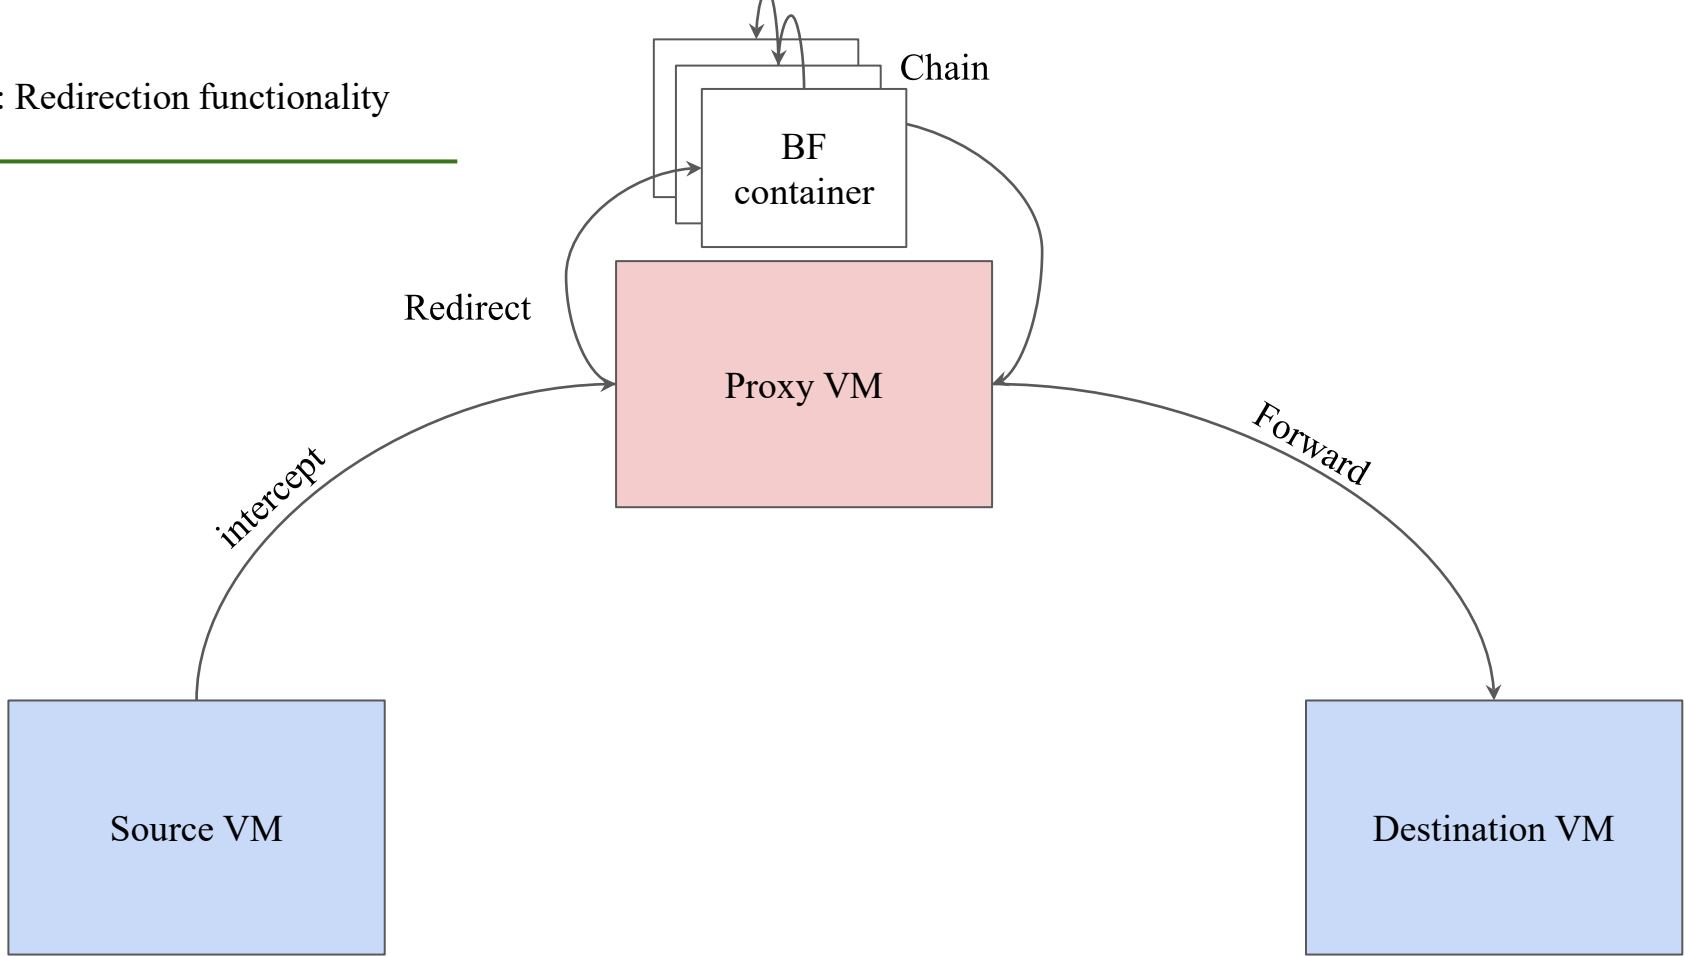 : Redirection functionality
Chain
BF
container
Redirect
Proxy VM
intercept
Forward
Source VM
Destination VM